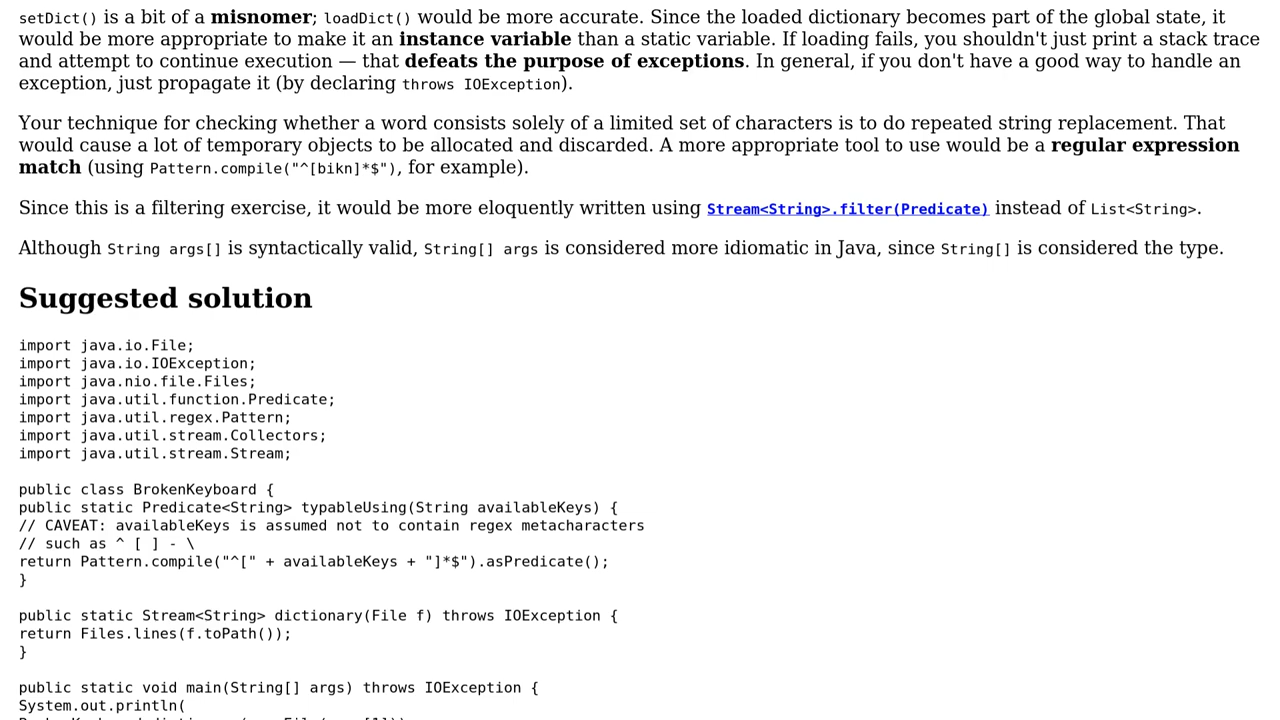 setDict() is a bit of a misnomer; loadDict() would be more accurate. Since the loaded dictionary becomes part of the global state, it
would be more appropriate to make it an instance variable than a static variable. If loading fails, you shouldn't just print a stack trace
and attempt to continue execution — that defeats the purpose of exceptions. In general, if you don't have a good way to handle an
exception, just propagate it (by declaring throws IOException).
Your technique for checking whether a word consists solely of a limited set of characters is to do repeated string replacement. That
would cause a lot of temporary objects to be allocated and discarded. A more appropriate tool to use would be a regular expression
match (using Pattern.compile("^[bikn]*$"), for example).
Since this is a filtering exercise, it would be more eloquently written using Stream<String>.filter(Predicate) instead of List<String>.
Although String args[] is syntactically valid, String[] args is considered more idiomatic in Java, since String[] is considered the type.
Suggested solution
import java.io.File;
import java.io.IOException;
import java.nio.file.Files;
import java.util.function.Predicate;
import java.util.regex.Pattern;
import java.util.stream.Collectors;
import java.util.stream.Stream;
public class BrokenKeyboard {
public static Predicate<String> typableUsing(String availableKeys) {
// CAVEAT: availableKeys is assumed not to contain regex metacharacters
// such as ^ [ ] - \
return Pattern.compile("^[" + availableKeys + "]*$").asPredicate();
}
public static Stream<String> dictionary(File f) throws IOException {
return Files.lines(f.toPath());
}
public static void main(String[] args) throws IOException {
System.out.println(